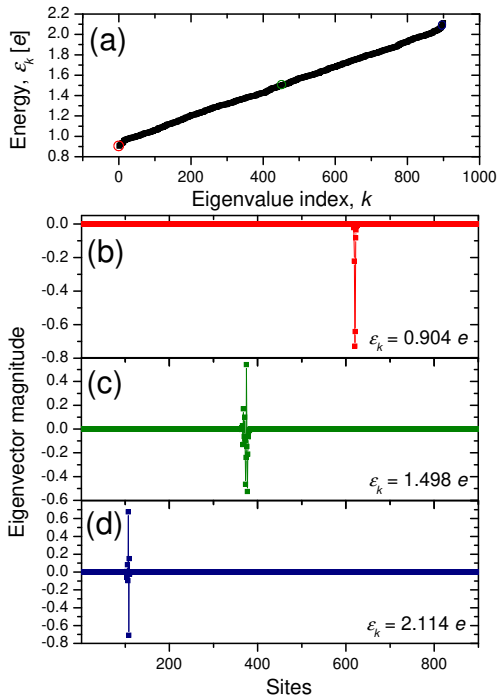 (a)
Energy, ε_k [e]
2.2
2.0
1.8
1.6
1.4
1.2
1.0
0.8
0 200 400 600 800 1000
Eigenvalue index, k
Eigenvector magnitude
(b)
0.0
-0.2
-0.4
-0.6
-0.8
ε_k = 0.904 e
(c)
0.4
0.2
0.0
-0.2
-0.4
-0.6
ε_k = 1.498 e
(d)
0.6
0.4
0.2
0.0
-0.2
-0.4
-0.6
-0.8
ε_k = 2.114 e
200 400 600 800
Sites